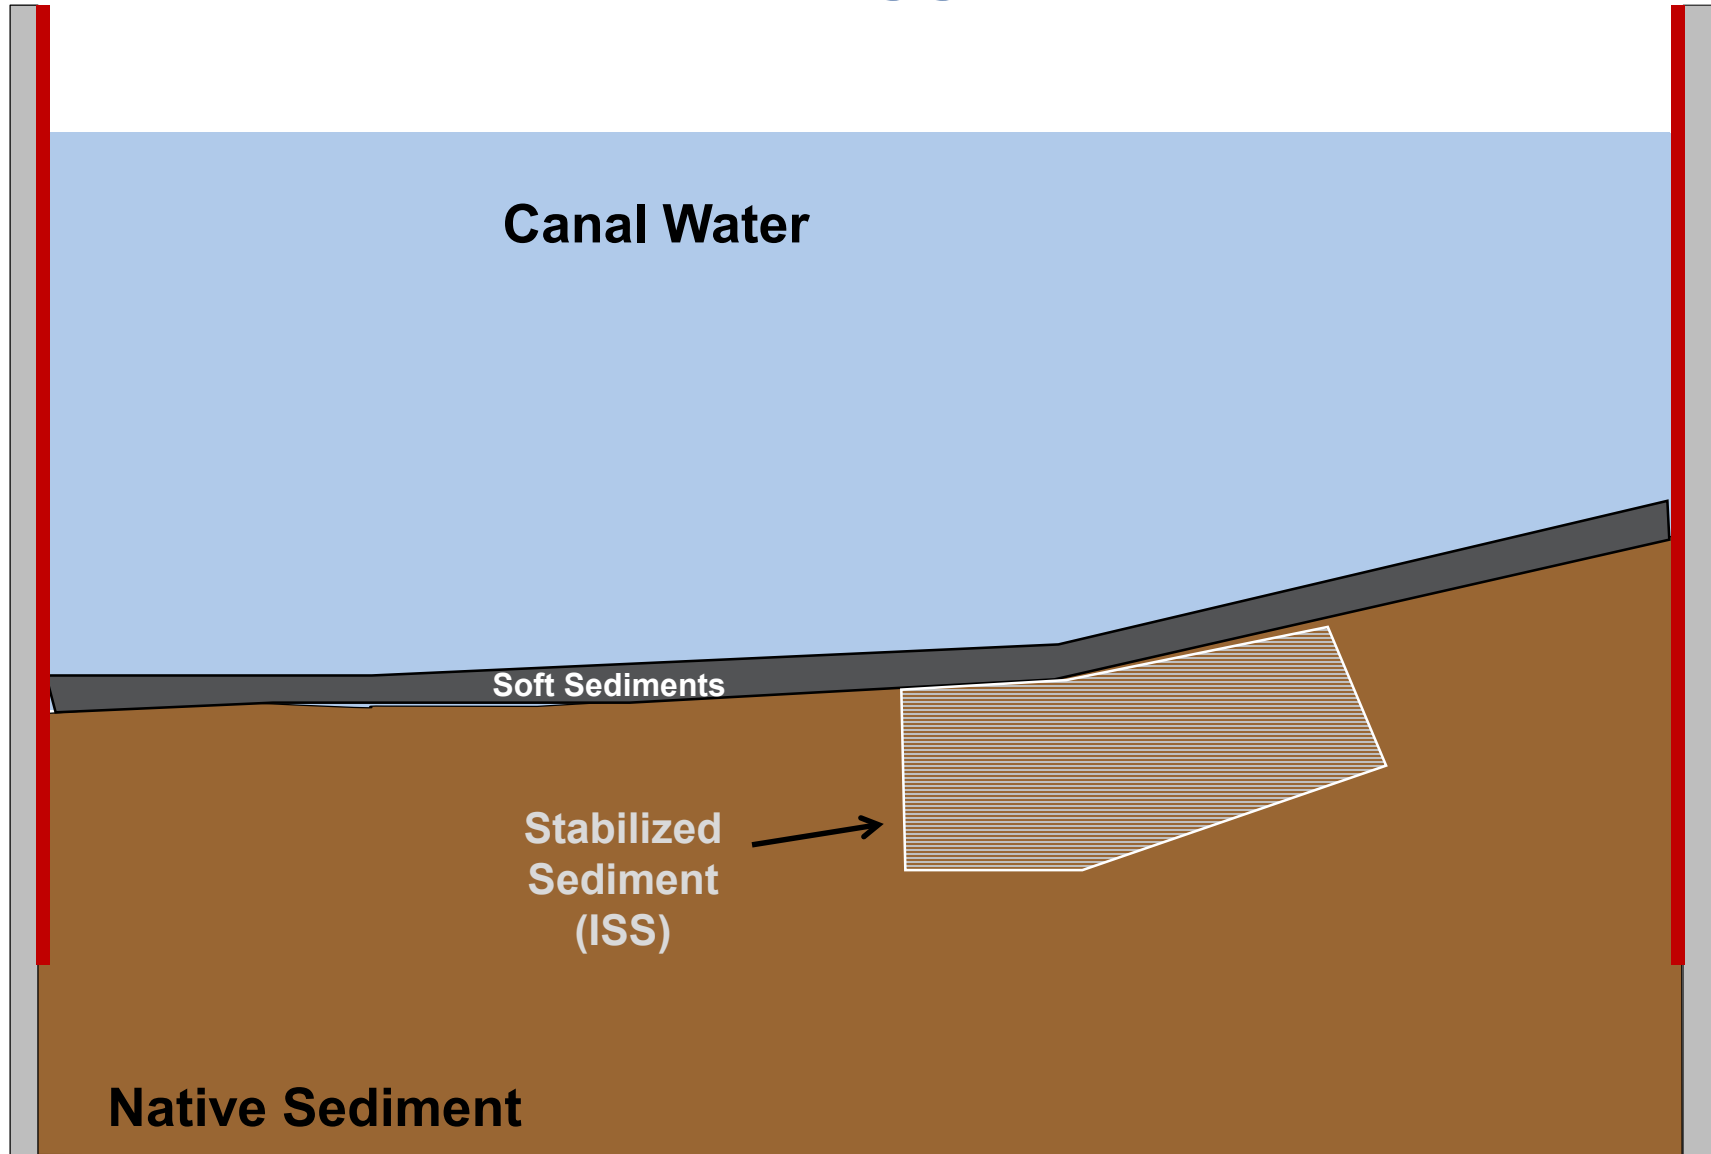 Canal Water
Soft Sediments
Stabilized
Sediment
(ISS)
Native Sediment